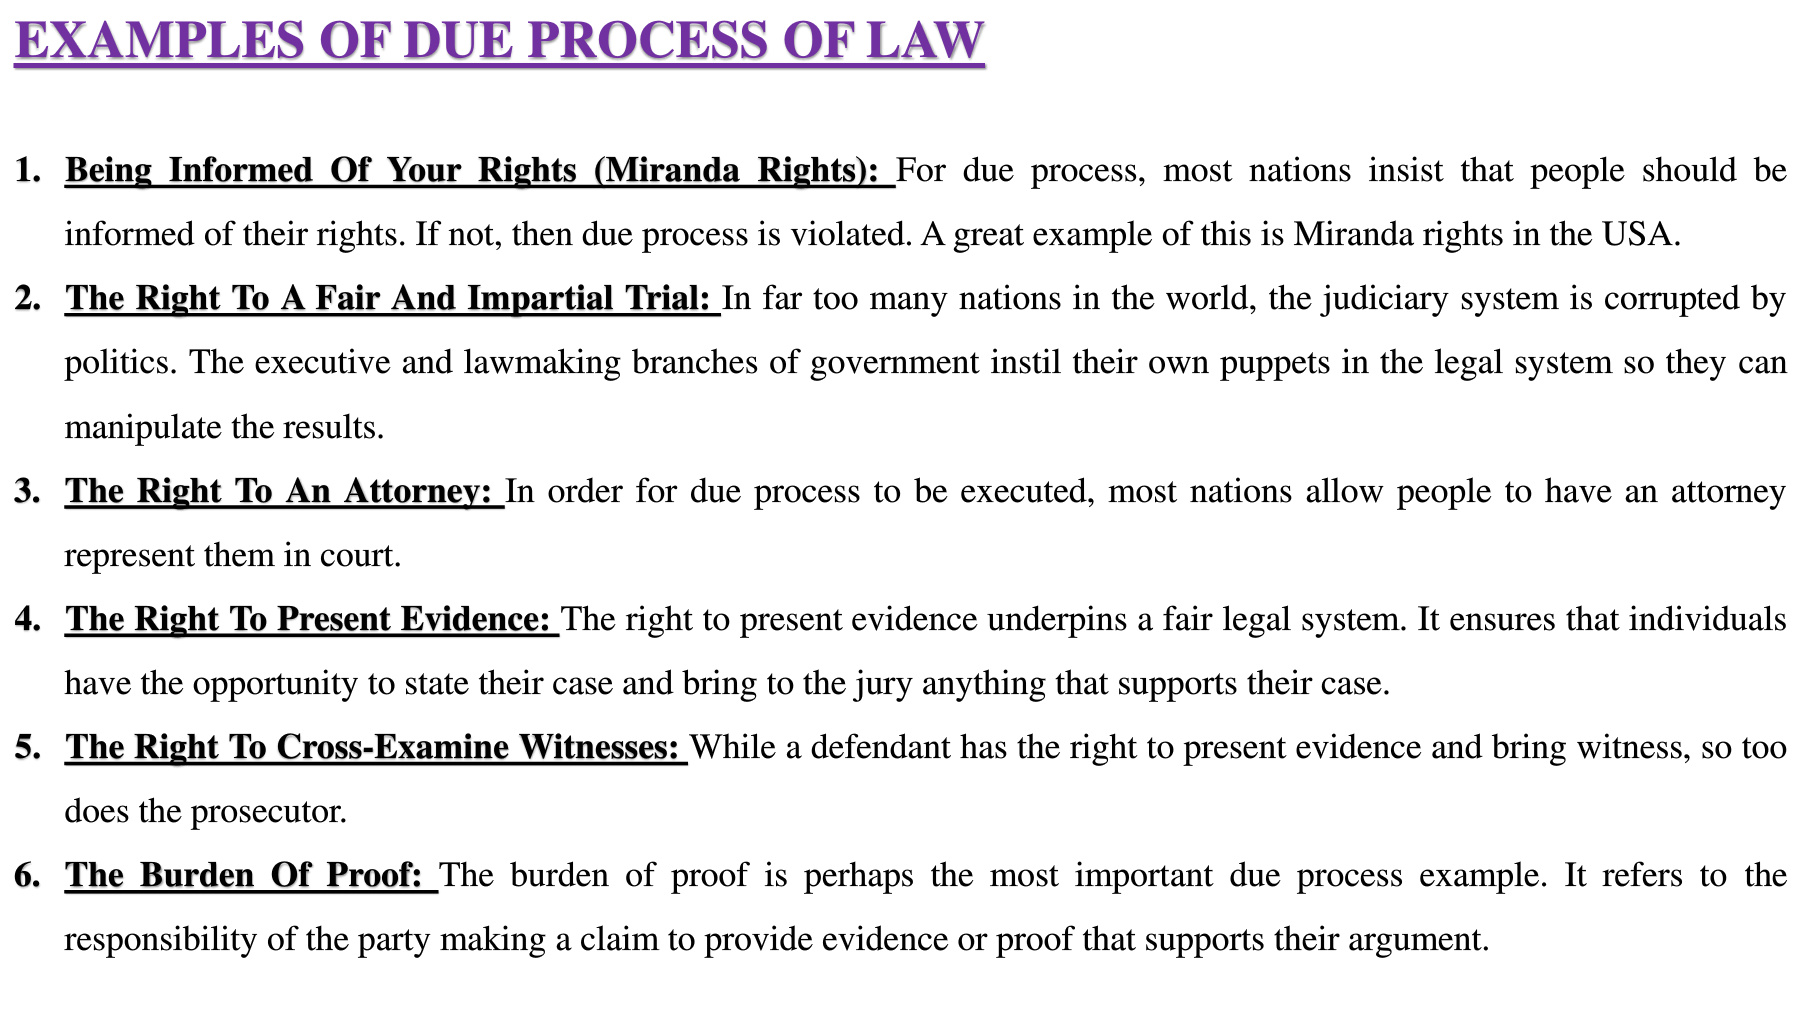 EXAMPLES OF DUE PROCESS OF LAW
1. Being Informed Of Your Rights (Miranda Rights): For due process, most nations insist that people should be
informed of their rights. If not, then due process is violated. A great example of this is Miranda rights in the USA.
2. The Right To A Fair And Impartial Trial: In far too many nations in the world, the judiciary system is corrupted by
politics. The executive and lawmaking branches of government instil their own puppets in the legal system so they can
manipulate the results.
3. The Right To An Attorney: In order for due process to be executed, most nations allow people to have an attorney
represent them in court.
4. The Right To Present Evidence: The right to present evidence underpins a fair legal system. It ensures that individuals
have the opportunity to state their case and bring to the jury anything that supports their case.
5. The Right To Cross-Examine Witnesses: While a defendant has the right to present evidence and bring witness, so too
does the prosecutor.
6. The Burden Of Proof: The burden of proof is perhaps the most important due process example. It refers to the
responsibility of the party making a claim to provide evidence or proof that supports their argument.